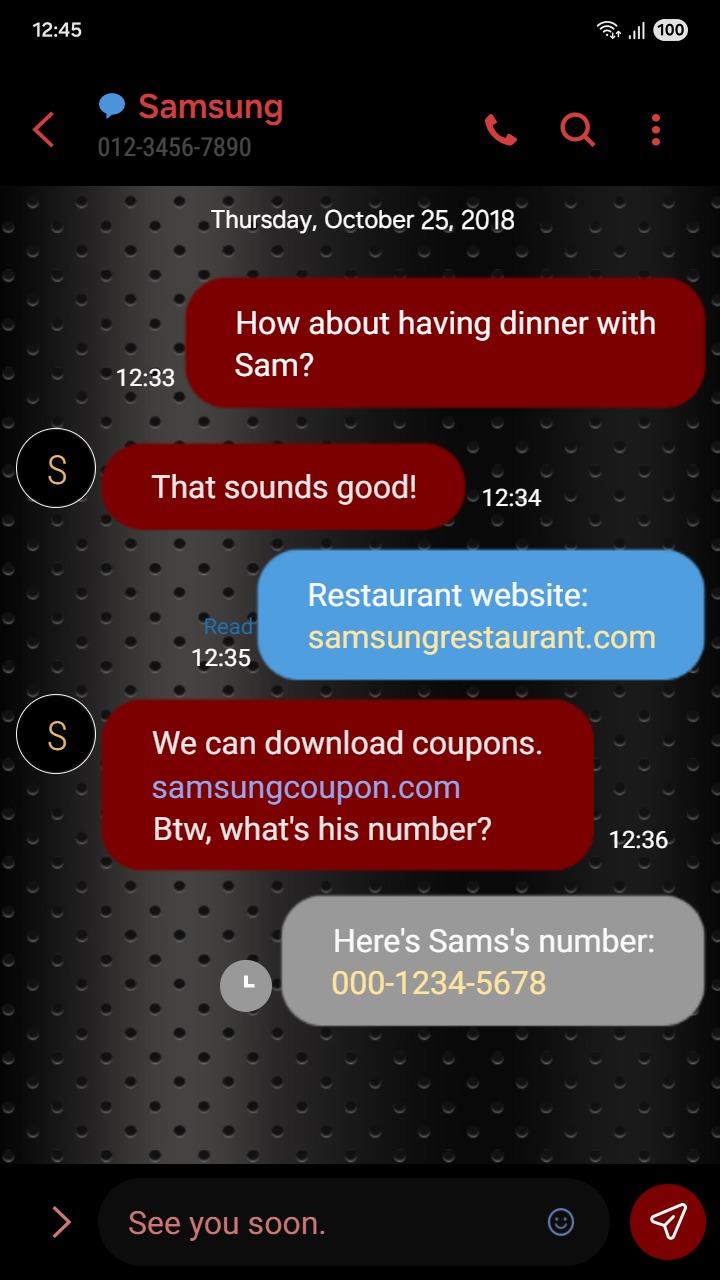 12:45
100
Samsung
012-3456-7890
Thursday, October 25, 2018
How about having dinner with
Sam?
12:33
S
That sounds good!
12:34
Restaurant website:
Read
samsungrestaurant.com
12:35
S
We can download coupons.
samsungcoupon.com
Btw, what's his number?
12:36
Here's Sams's number:
000-1234-5678
See you soon.